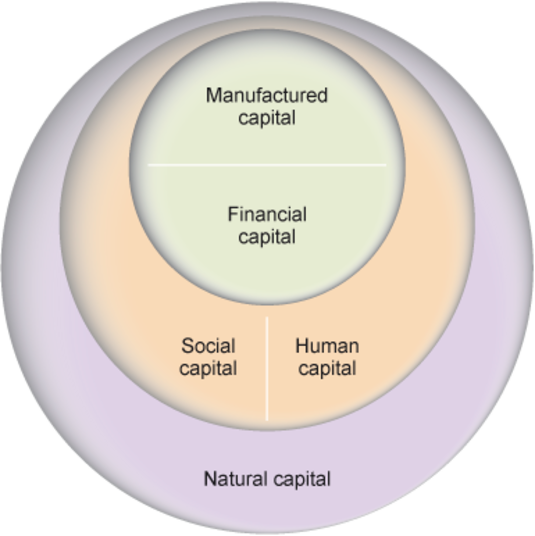 Manufactured
capital
Financial
capital
Social
capital
Human
capital
Natural capital